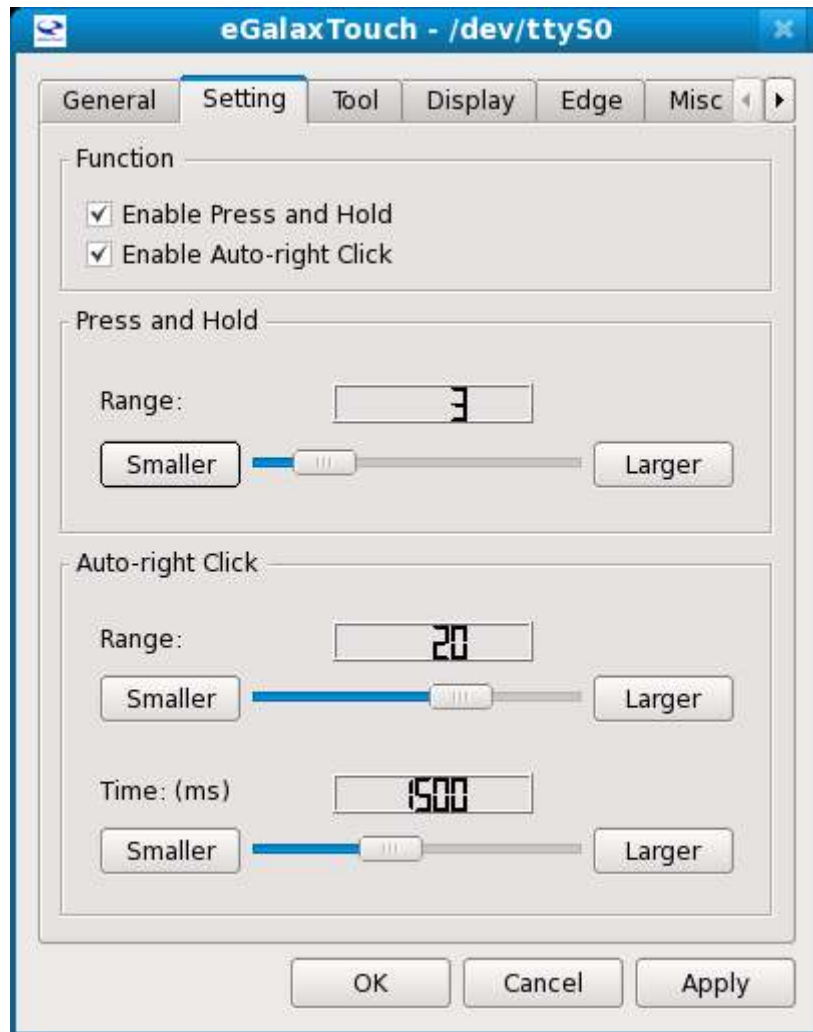 eGalaxTouch - /dev/ttyS0
General Setting Tool Display Edge Misc
Function
Enable Press and Hold
Enable Auto-right Click
Press and Hold
Range: 3
Smaller Larger
Auto-right Click
Range: 20
Smaller Larger
Time: (ms) 1500
Smaller Larger
OK Cancel Apply